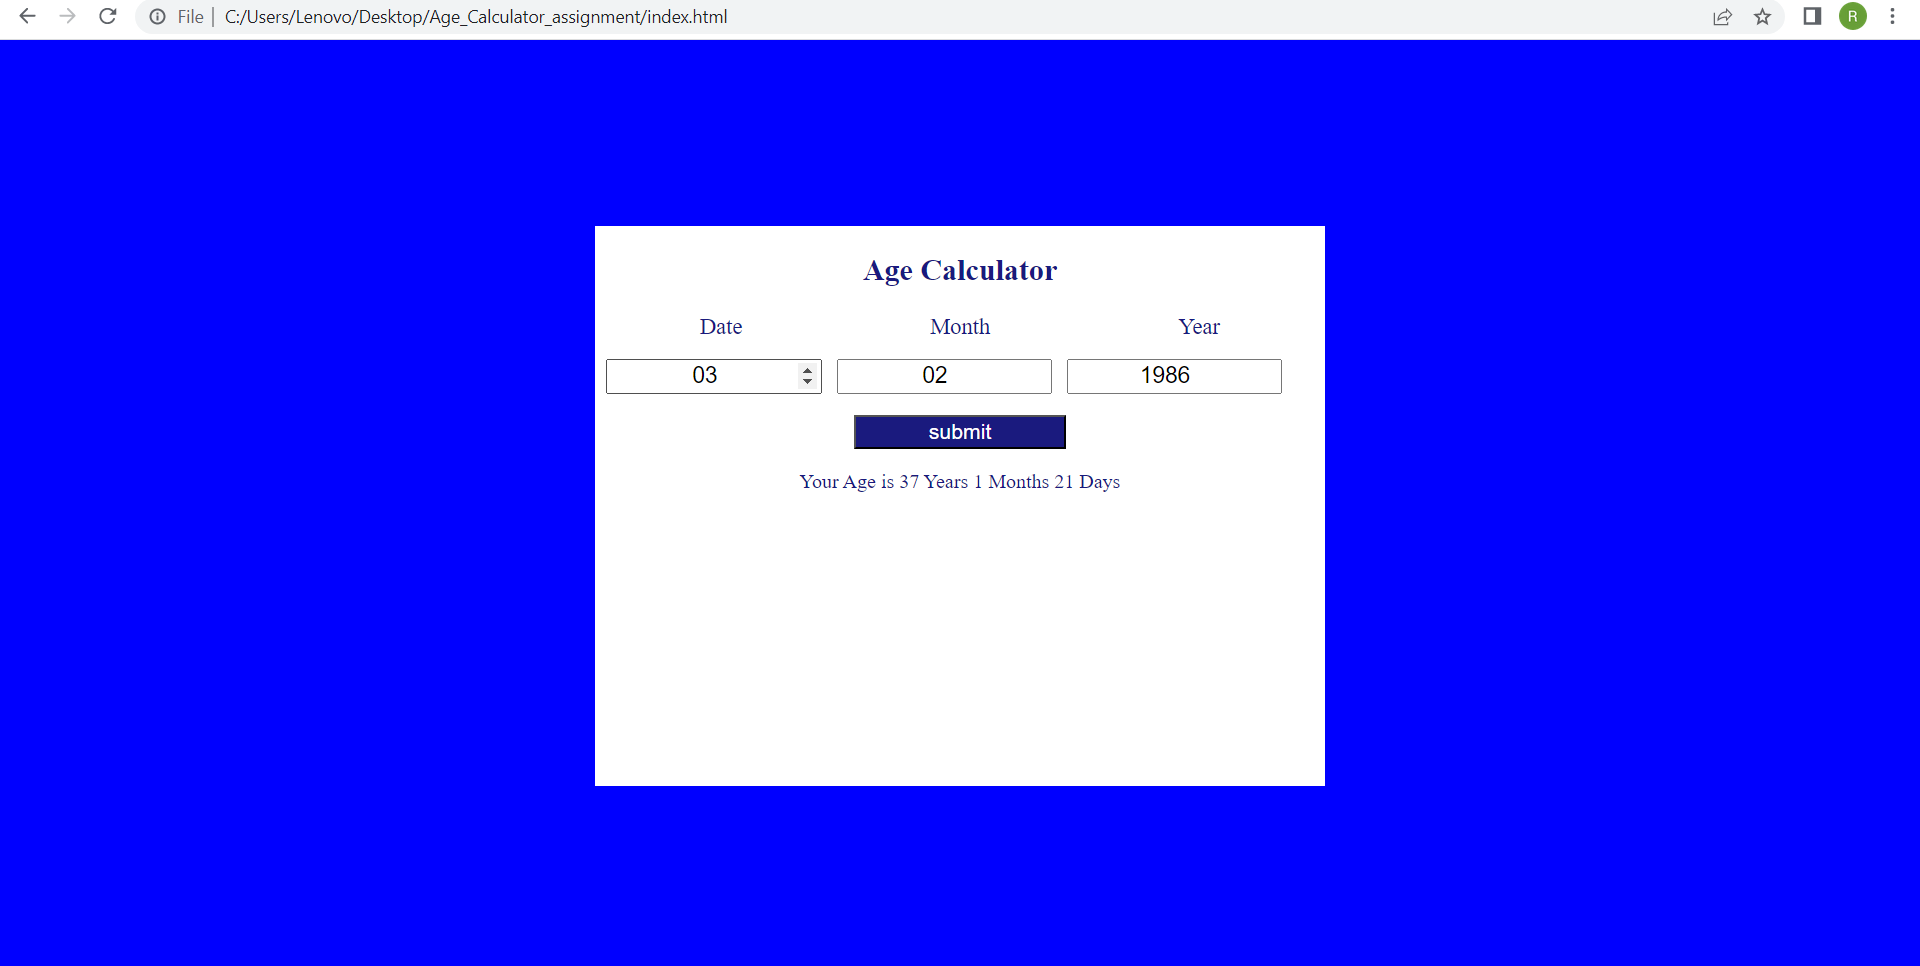 File | C:/Users/Lenovo/Desktop/Age_Calculator_assignment/index.html R
Age Calculator
Date Month Year
03 02 1986
submit
Your Age is 37 Years 1 Months 21 Days